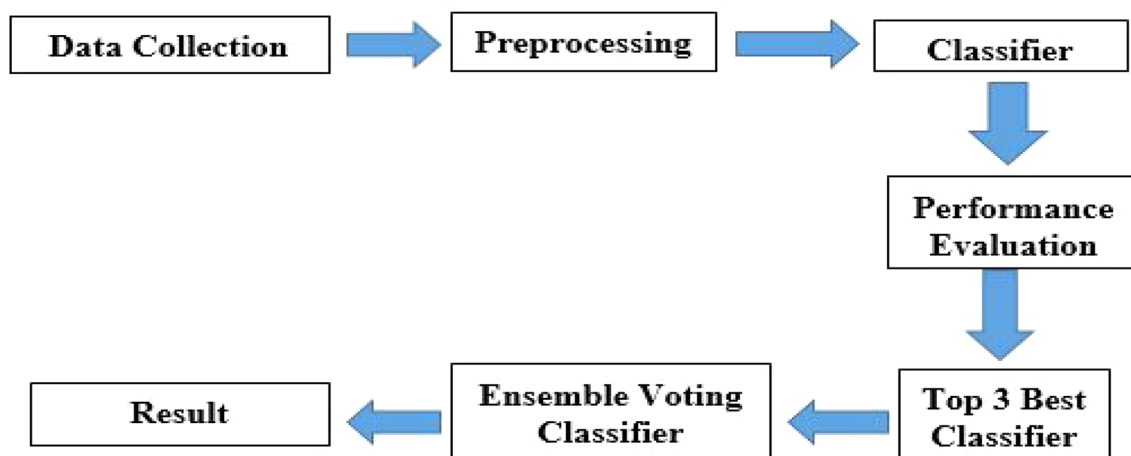 Data Collection
Preprocessing
Classifier
Performance
Evaluation
Top 3 Best
Classifier
Ensemble Voting
Classifier
Result